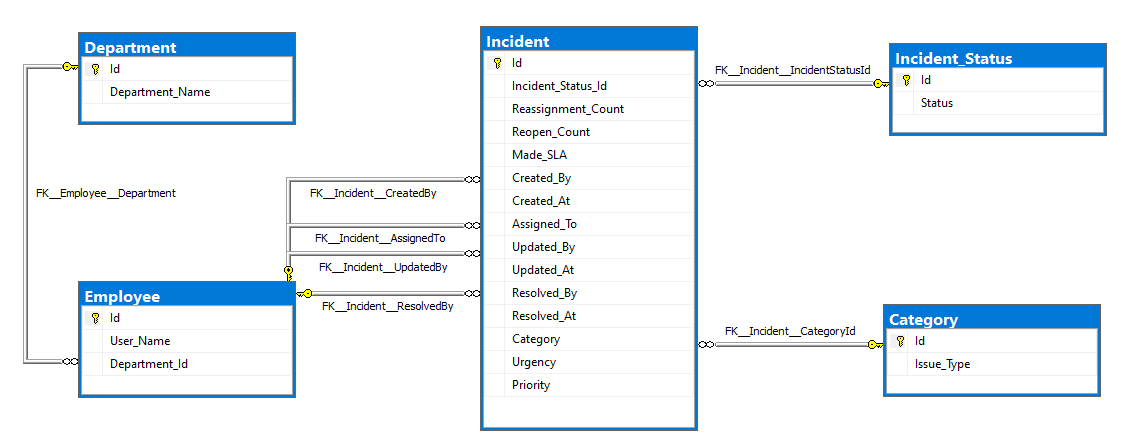 Department
Id
Department_Name
FK__Employee__Department
Employee
Id
User_Name
Department_Id
FK__Incident__CreatedBy
FK__Incident__AssignedTo
FK__Incident__UpdatedBy
FK__Incident__ResolvedBy
Incident
Id
Incident_Status_Id
Reassignment_Count
Reopen_Count
Made_SLA
Created_By
Created_At
Assigned_To
Updated_By
Updated_At
Resolved_By
Resolved_At
Category
Urgency
Priority
FK__Incident__IncidentStatusId
Incident_Status
Id
Status
FK__Incident__CategoryId
Category
Id
Issue_Type